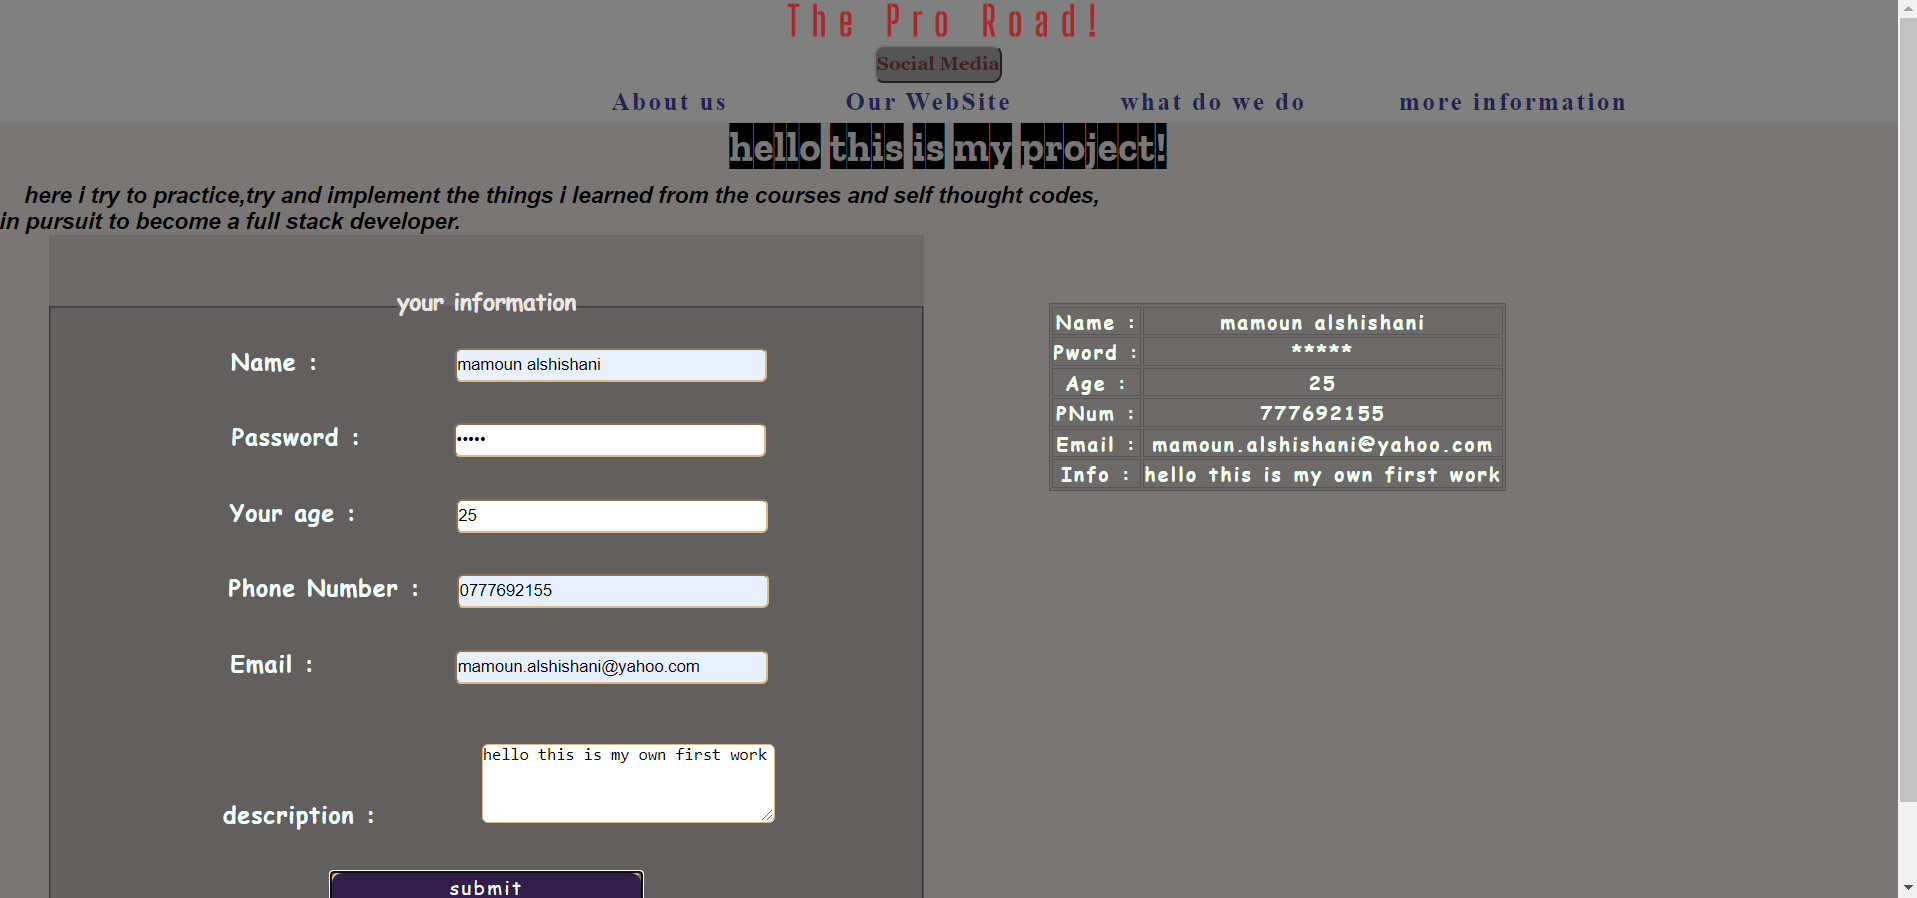 The Pro Road!
Social Media
About us Our WebSite what do we do more information
hello this is my project!
here i try to practice,try and implement the things i learned from the courses and self thought codes,
in pursuit to become a full stack developer.
your information
Name : mamoun alshishani
Password : •••••
Your age : 25
Phone Number : 0777692155
Email : mamoun.alshishani@yahoo.com
description : hello this is my own first work
submit
Name : mamoun alshishani
Pword : *****
Age : 25
PNum : 777692155
Email : mamoun.alshishani@yahoo.com
Info : hello this is my own first work